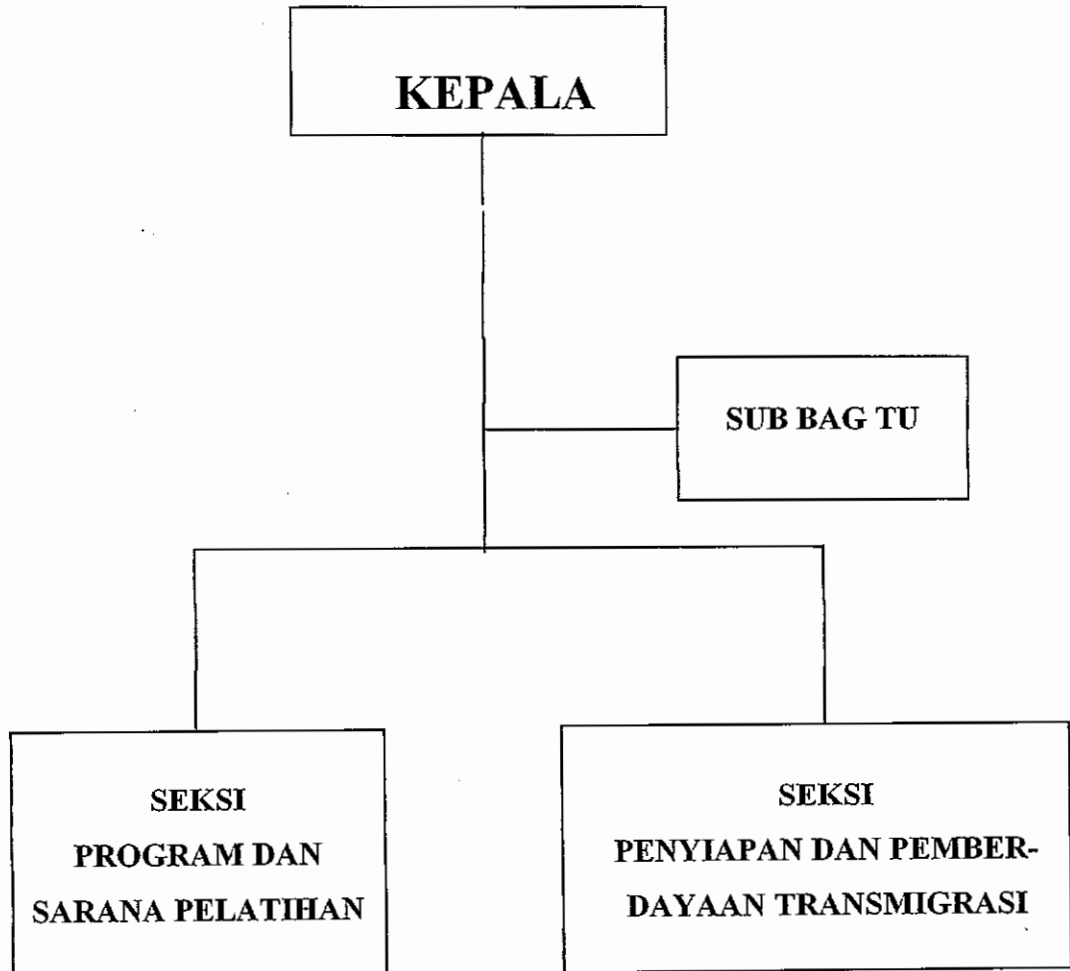 KEPALA
SUB BAG TU
SEKSI
PROGRAM DAN
SARANA PELATIHAN
SEKSI
PENYIAPAN DAN PEMBER-
DAYAAN TRANSMIGRASI